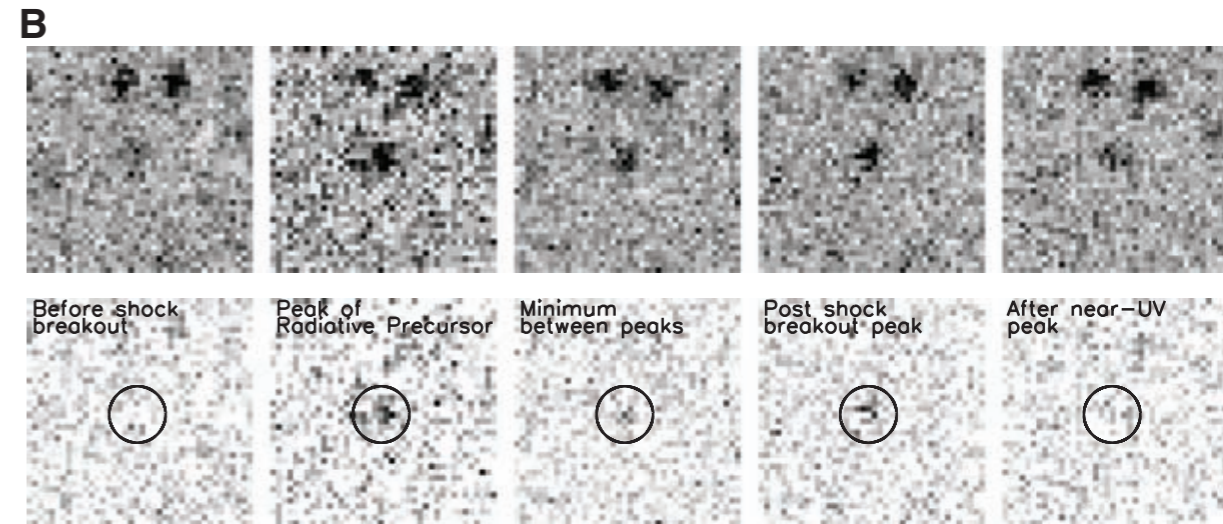 B
Before shock
breakout
Peak of
Radiative Precursor
Minimum
between peaks
Post shock
breakout peak
After near-UV
peak